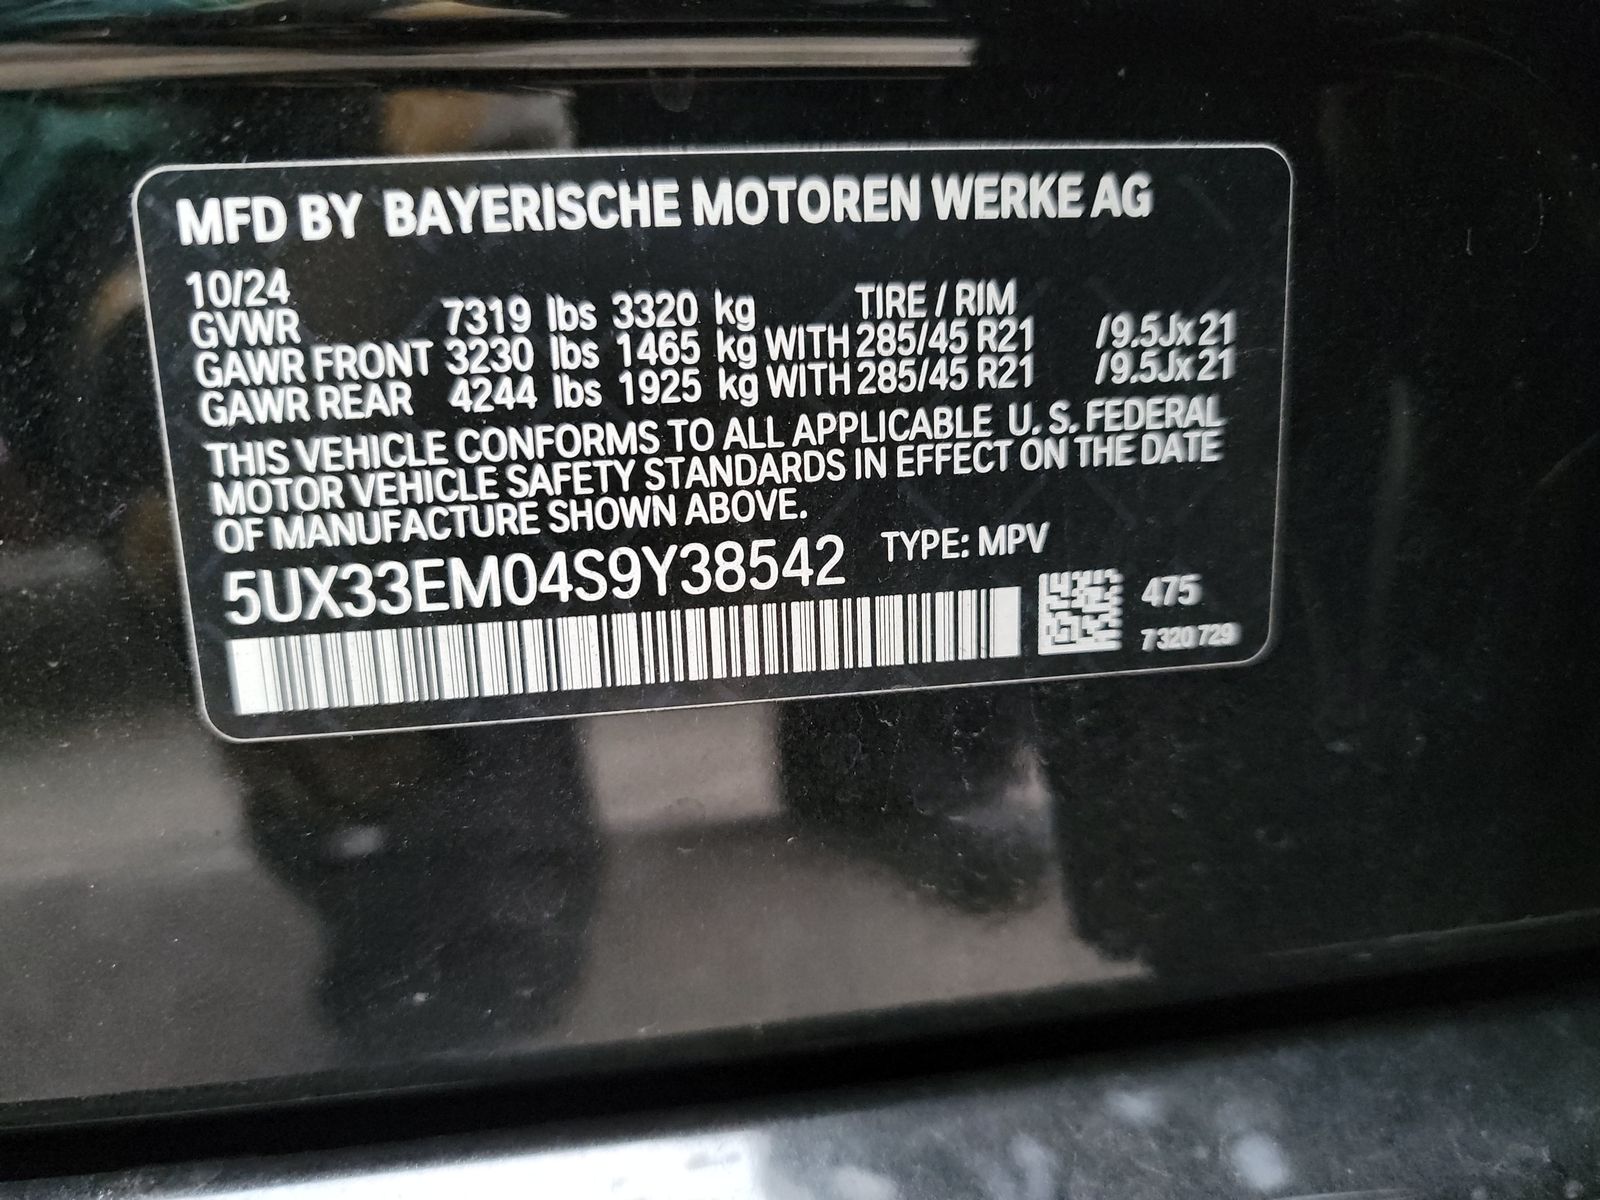 MFD BY BAYERISCHE MOTOREN WERKE AG
10/24
GVWR 7319 lbs 3320 kg TIRE / RIM
GAWR FRONT 3230 lbs 1465 kg WITH 285/45 R21 /9.5Jx21
GAWR REAR 4244 lbs 1925 kg WITH 285/45 R21 /9.5Jx21
THIS VEHICLE CONFORMS TO ALL APPLICABLE U. S. FEDERAL
MOTOR VEHICLE SAFETY STANDARDS IN EFFECT ON THE DATE
OF MANUFACTURE SHOWN ABOVE.
5UX33EM04S9Y38542 TYPE: MPV
475
7320729